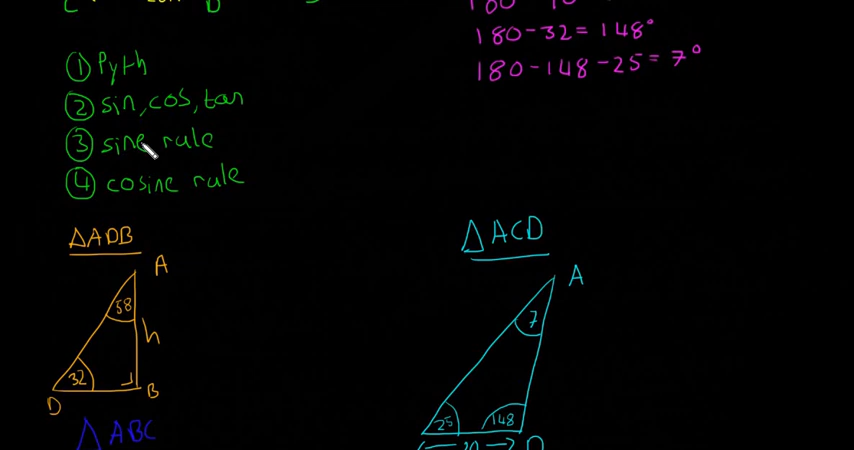 C D
180-32=148°
180-148-25=7°
① Pyth
② sin, cos, tan
③ sine rule
④ cosine rule
ΔADB
A
58
h
32
D B
ΔABC
ΔACD
A
7
25 148
20 D